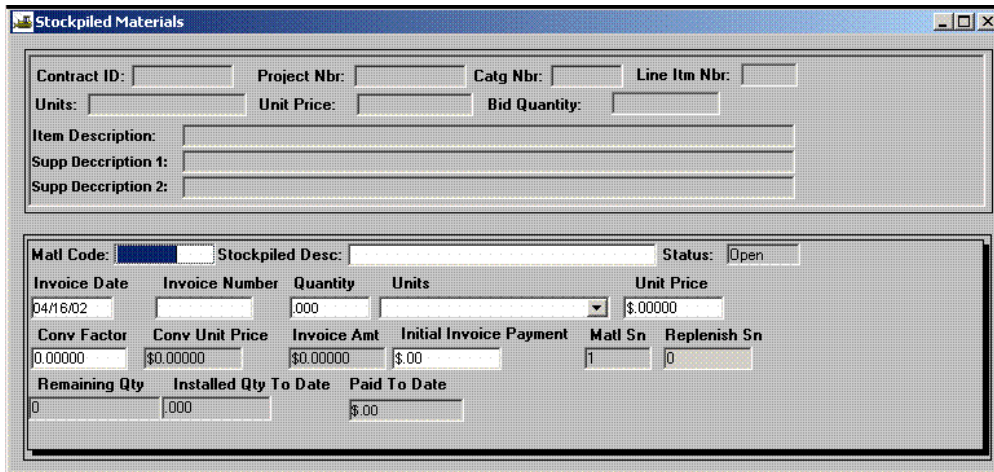 Stockpiled Materials
Contract ID: Project Nbr: Catg Nbr: Line Itm Nbr:
Units: Unit Price: Bid Quantity:
Item Description:
Supp Deccription 1:
Supp Deccription 2:
Matl Code: Stockpiled Desc: Status: Open
Invoice Date Invoice Number Quantity Units Unit Price
04/16/02 .000 $.00000
Conv Factor Conv Unit Price Invoice Amt Initial Invoice Payment Matl Sn Replenish Sn
0.00000 $0.00000 $0.00000 $.00 1 0
Remaining Qty Installed Qty To Date Paid To Date
0 .000 $.00